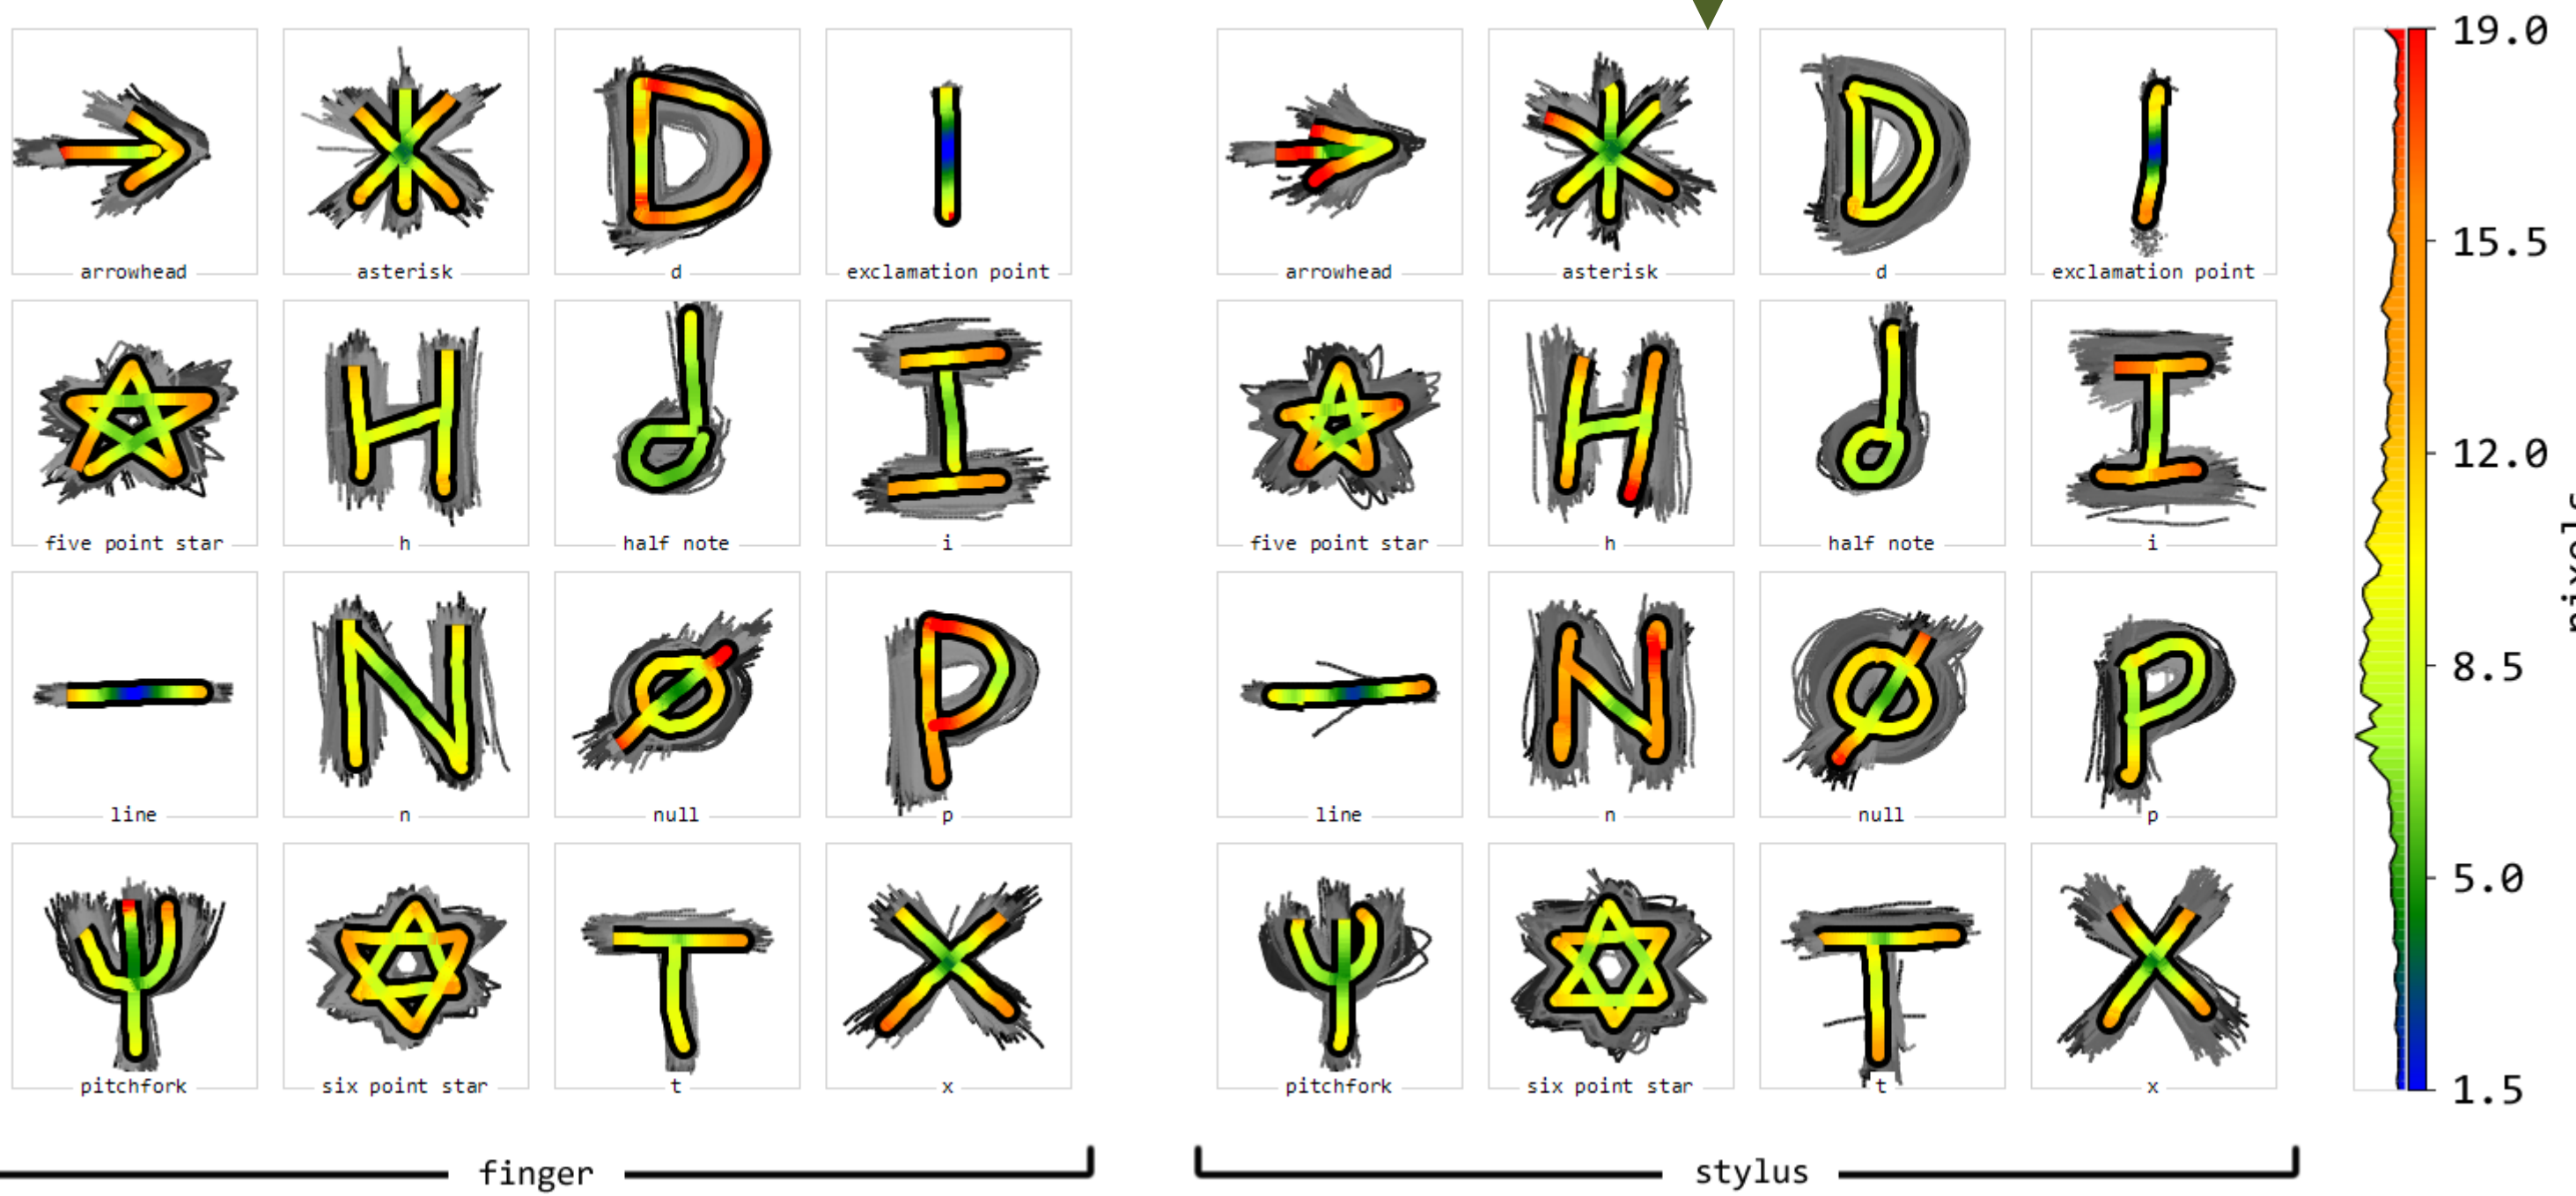 arrowhead asterisk d exclamation point arrowhead asterisk d exclamation point
five point star h half note i five point star h half note i
line n null p line n null p
pitchfork six point star t x pitchfork six point star t x
finger stylus
19.0
15.5
12.0
8.5
5.0
1.5